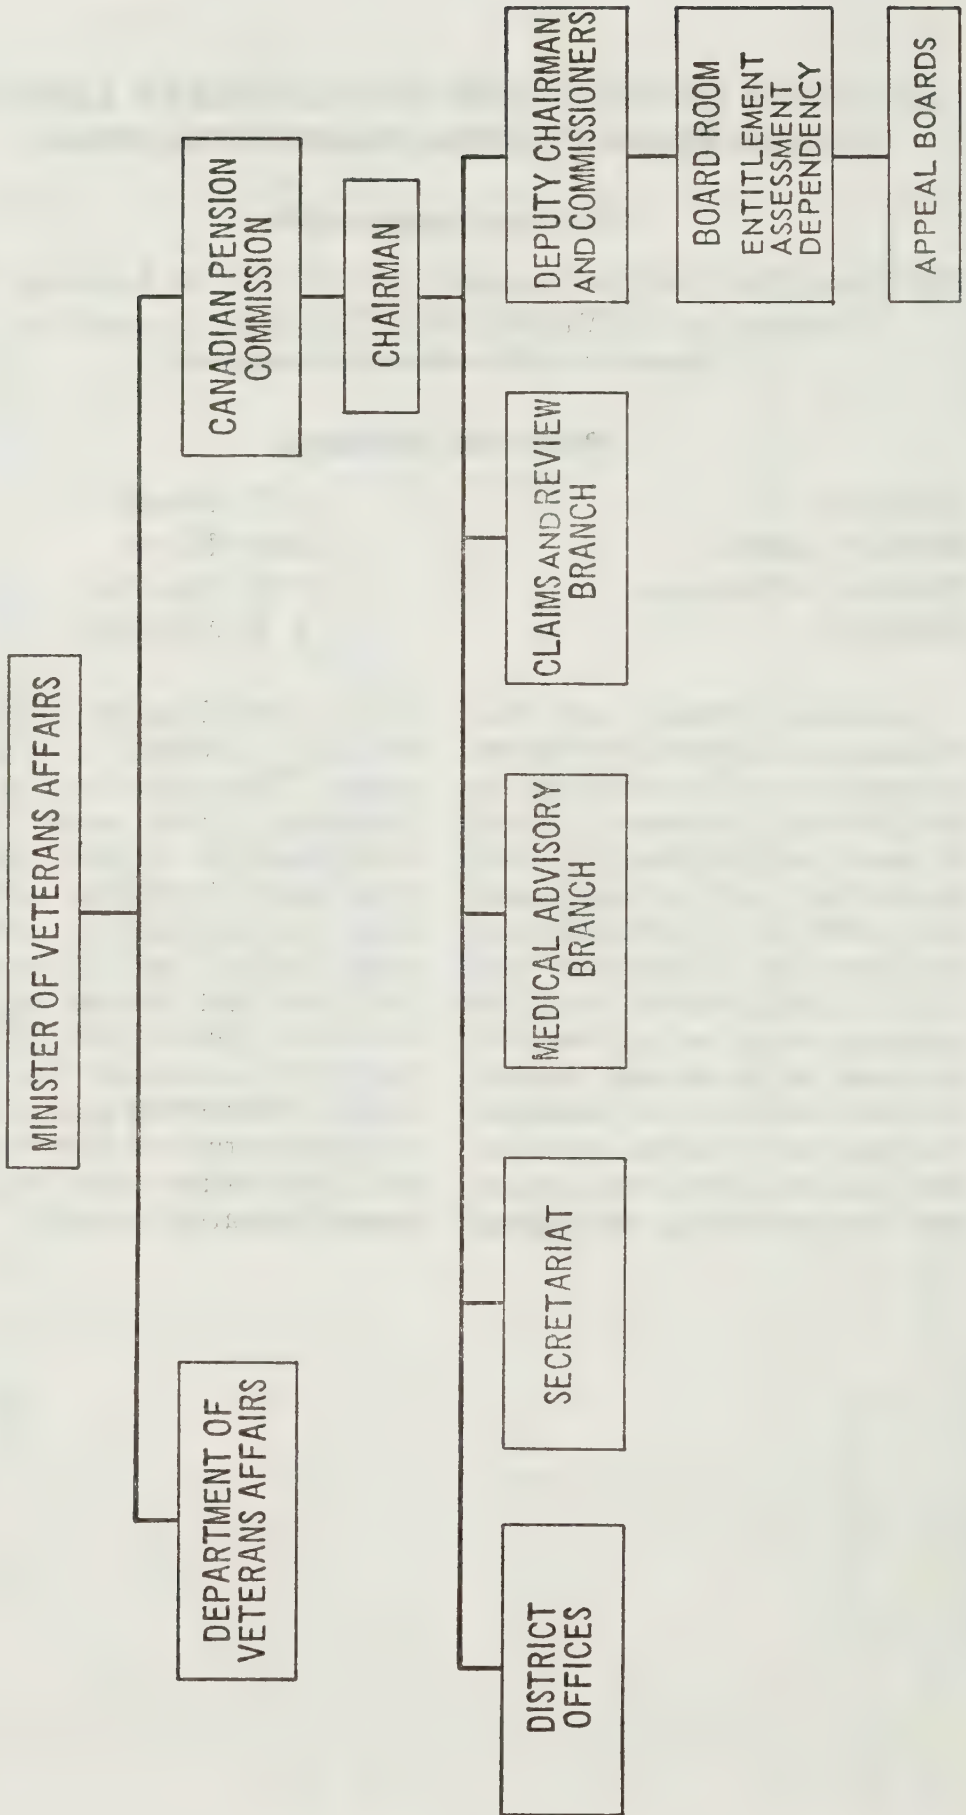 MINISTER OF VETERANS AFFAIRS
DEPARTMENT OF
VETERANS AFFAIRS
CANADIAN PENSION
COMMISSION
CHAIRMAN
DISTRICT
OFFICES
SECRETARIAT
MEDICAL ADVISORY
BRANCH
CLAIMS AND REVIEW
BRANCH
DEPUTY CHAIRMAN
AND COMMISSIONERS
BOARD ROOM
ENTITLEMENT
ASSESSMENT
DEPENDENCY
APPEAL BOARDS